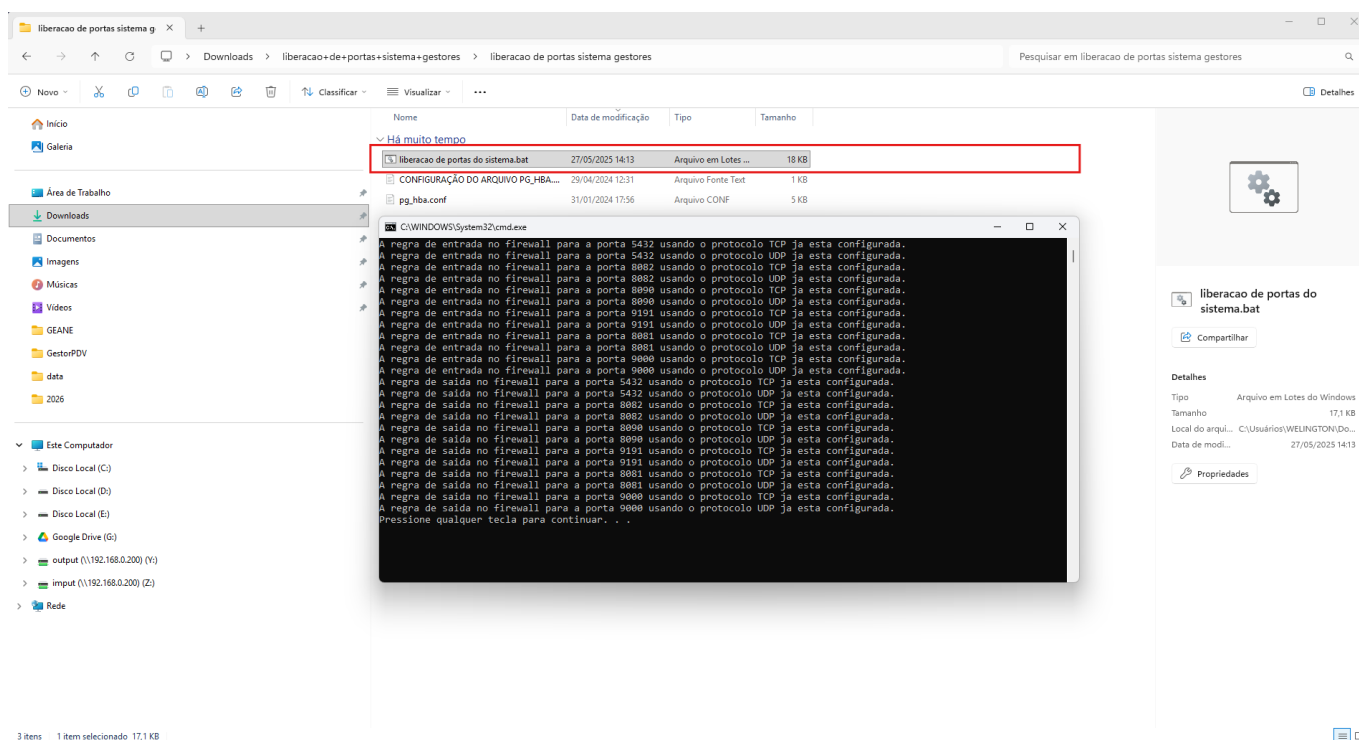 liberacao de portas sistema g
Downloads > liberacao+de+portas+sistema+gestores > liberacao de portas sistema gestores
Pesquisar em liberacao de portas sistema gestores
Novo
Classificar
Visualizar
Detalhes
Início
Galeria
Área de Trabalho
Downloads
Documentos
Imagens
Músicas
Vídeos
GEANE
GestorPDV
data
2026
Este Computador
Disco Local (C:)
Disco Local (D:)
Disco Local (E:)
Google Drive (G:)
output (\\192.168.0.200) (Y:)
imput (\\192.168.0.200) (Z:)
Rede
Nome Data de modificação Tipo Tamanho
Há muito tempo
liberacao de portas do sistema.bat 27/05/2025 14:13 Arquivo em Lotes ... 18 KB
CONFIGURAÇÃO DO ARQUIVO PG_HBA.... 29/04/2024 12:31 Arquivo Fonte Text 1 KB
pg_hba.conf 31/01/2024 17:56 Arquivo CONF 5 KB
C:\WINDOWS\System32\cmd.exe
A regra de entrada no firewall para a porta 5432 usando o protocolo TCP ja esta configurada.
A regra de entrada no firewall para a porta 5432 usando o protocolo UDP ja esta configurada.
A regra de entrada no firewall para a porta 8082 usando o protocolo TCP ja esta configurada.
A regra de entrada no firewall para a porta 8082 usando o protocolo UDP ja esta configurada.
A regra de entrada no firewall para a porta 8090 usando o protocolo TCP ja esta configurada.
A regra de entrada no firewall para a porta 8090 usando o protocolo UDP ja esta configurada.
A regra de entrada no firewall para a porta 9191 usando o protocolo TCP ja esta configurada.
A regra de entrada no firewall para a porta 9191 usando o protocolo UDP ja esta configurada.
A regra de entrada no firewall para a porta 8081 usando o protocolo TCP ja esta configurada.
A regra de entrada no firewall para a porta 8081 usando o protocolo UDP ja esta configurada.
A regra de entrada no firewall para a porta 9000 usando o protocolo TCP ja esta configurada.
A regra de entrada no firewall para a porta 9000 usando o protocolo UDP ja esta configurada.
A regra de saida no firewall para a porta 5432 usando o protocolo TCP ja esta configurada.
A regra de saida no firewall para a porta 5432 usando o protocolo UDP ja esta configurada.
A regra de saida no firewall para a porta 8082 usando o protocolo TCP ja esta configurada.
A regra de saida no firewall para a porta 8082 usando o protocolo UDP ja esta configurada.
A regra de saida no firewall para a porta 8090 usando o protocolo TCP ja esta configurada.
A regra de saida no firewall para a porta 8090 usando o protocolo UDP ja esta configurada.
A regra de saida no firewall para a porta 9191 usando o protocolo TCP ja esta configurada.
A regra de saida no firewall para a porta 9191 usando o protocolo UDP ja esta configurada.
A regra de saida no firewall para a porta 8081 usando o protocolo TCP ja esta configurada.
A regra de saida no firewall para a porta 8081 usando o protocolo UDP ja esta configurada.
A regra de saida no firewall para a porta 9000 usando o protocolo TCP ja esta configurada.
A regra de saida no firewall para a porta 9000 usando o protocolo UDP ja esta configurada.
Pressione qualquer tecla para continuar. . .
liberacao de portas do
sistema.bat
Compartilhar
Detalhes
Tipo Arquivo em Lotes do Windows
Tamanho 17,1 KB
Local do arqui... C:\Usuários\WELINGTON\Do...
Data de modi... 27/05/2025 14:13
Propriedades
3 itens 1 item selecionado 17,1 KB